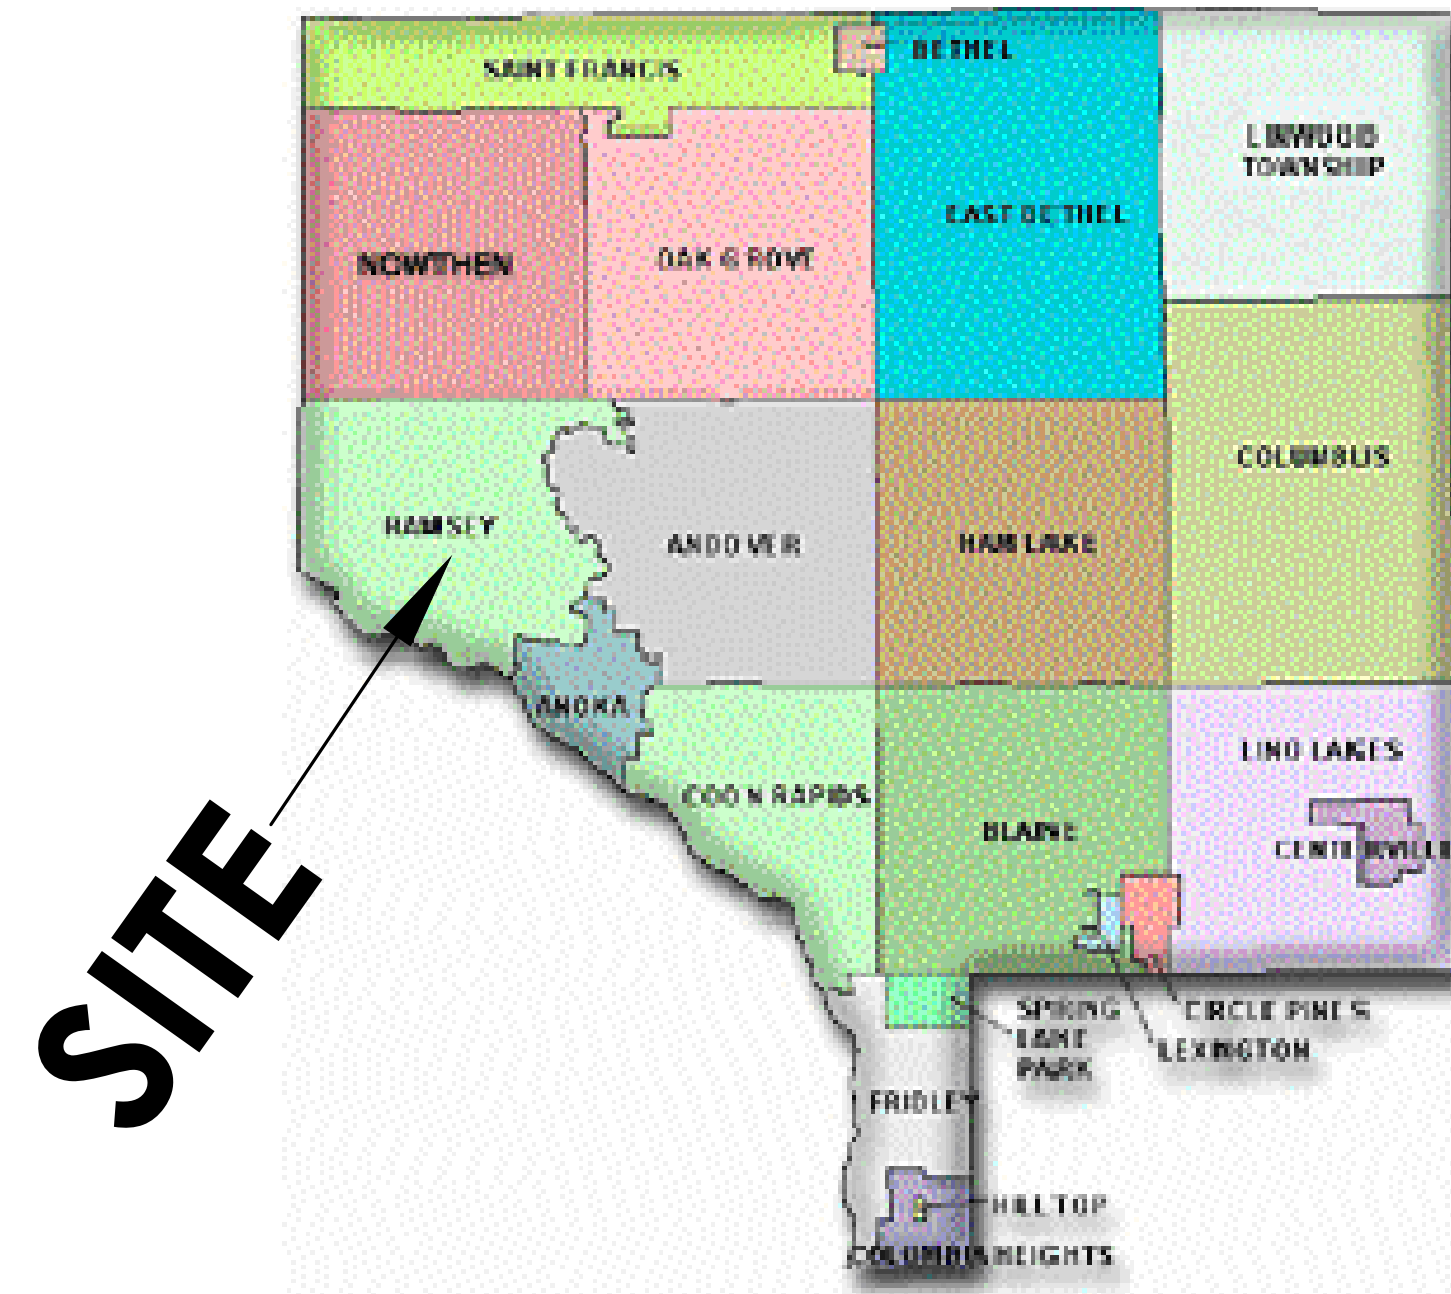 BETHEL
SAINT FRANCIS
LINWOOD
TOWNSHIP
EAST BETHEL
NOWTHEN
OAK GROVE
COLUMBUS
RAMSEY
ANDOVER
HAM LAKE
ANOKA
LINO LAKES
COON RAPIDS
BLAINE
CENTERVILLE
SITE
SPRING
LAKE
PARK
CIRCLE PINES
LEXINGTON
FRIDLEY
HILLTOP
COLUMBIA HEIGHTS